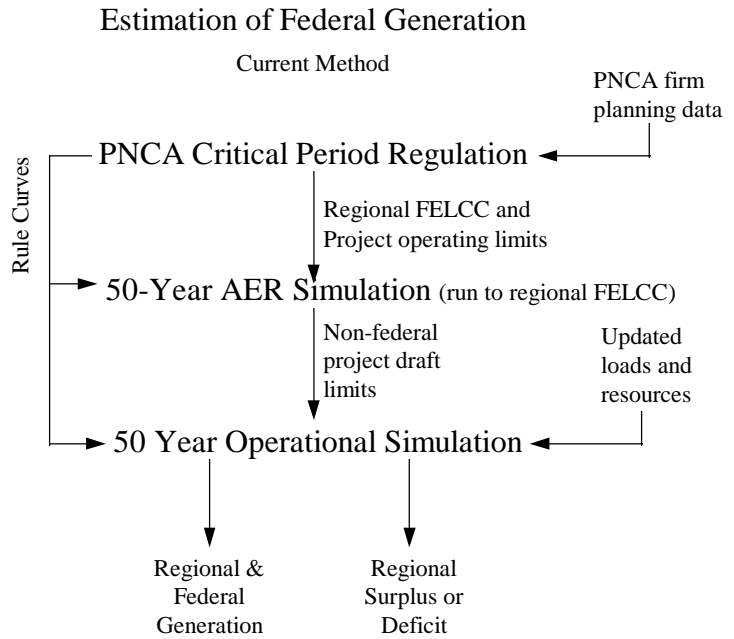 Estimation of Federal Generation
Current Method
PNCA firm
planning data
PNCA Critical Period Regulation
Rule Curves
Regional FELCC and
Project operating limits
50-Year AER Simulation (run to regional FELCC)
Non-federal
project draft
limits
Updated
loads and
resources
50 Year Operational Simulation
Regional &
Federal
Generation
Regional
Surplus or
Deficit